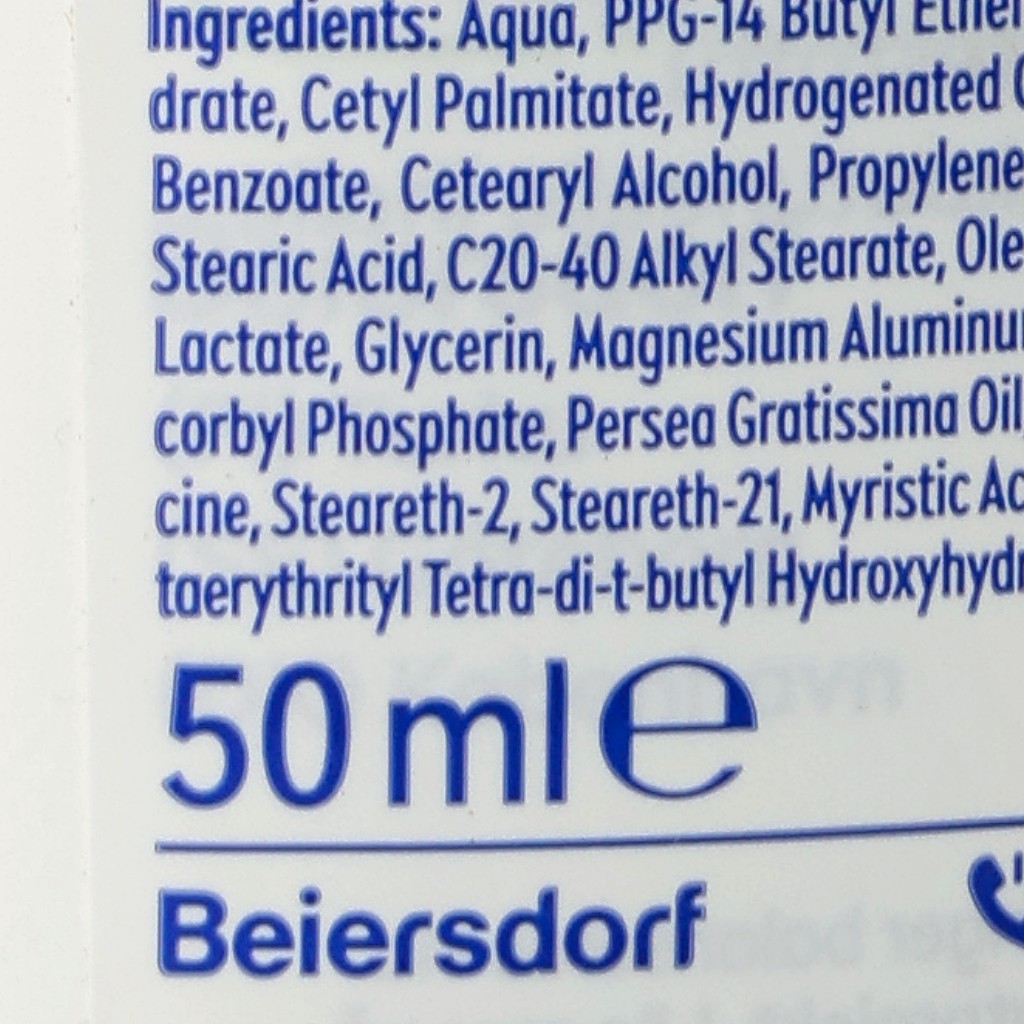 Ingredients: Aqua, PPG-14 Butyl Ether
drate, Cetyl Palmitate, Hydrogenated
Benzoate, Cetearyl Alcohol, Propylene
Stearic Acid, C20-40 Alkyl Stearate, Ole
Lactate, Glycerin, Magnesium Aluminu
corbyl Phosphate, Persea Gratissima Oil,
cine, Steareth-2, Steareth-21, Myristic Ac
taerythrityl Tetra-di-t-butyl Hydroxyhydr
50 ml e
Beiersdorf